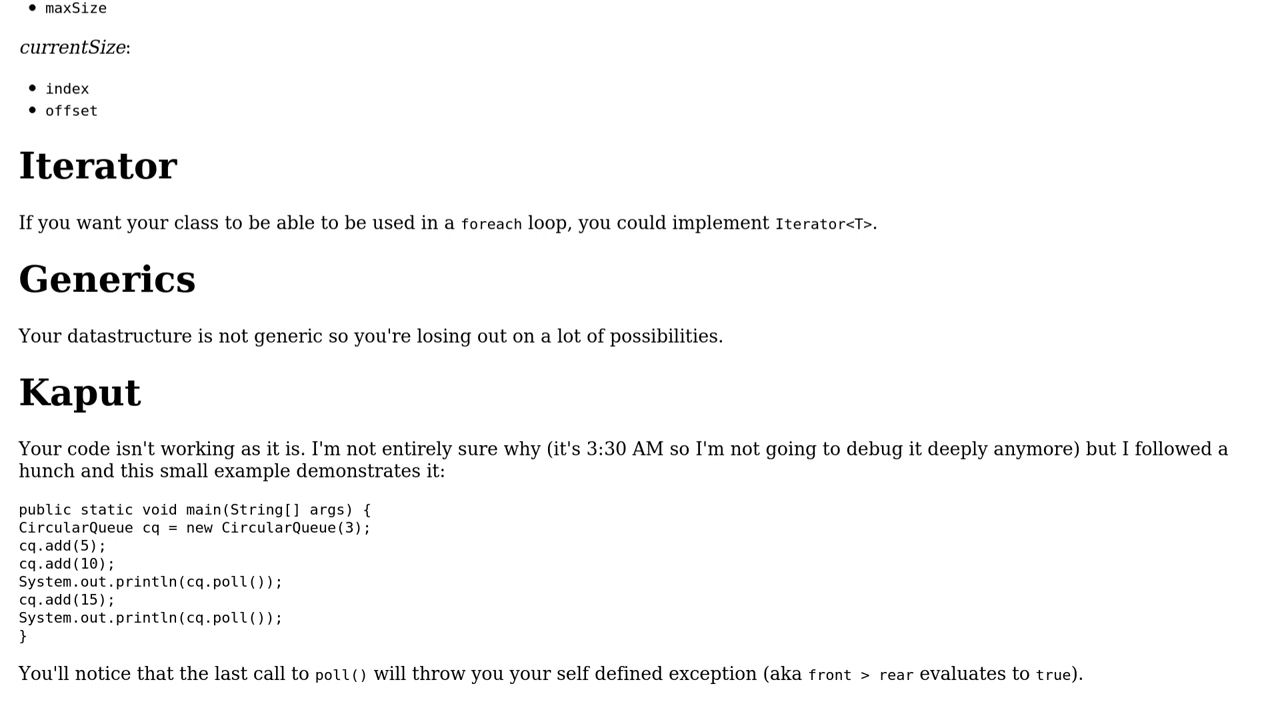 • maxSize
currentSize:
• index
• offset
Iterator
If you want your class to be able to be used in a foreach loop, you could implement Iterator<T>.
Generics
Your datastructure is not generic so you're losing out on a lot of possibilities.
Kaput
Your code isn't working as it is. I'm not entirely sure why (it's 3:30 AM so I'm not going to debug it deeply anymore) but I followed a
hunch and this small example demonstrates it:
public static void main(String[] args) {
CircularQueue cq = new CircularQueue(3);
cq.add(5);
cq.add(10);
System.out.println(cq.poll());
cq.add(15);
System.out.println(cq.poll());
}
You'll notice that the last call to poll() will throw you your self defined exception (aka front > rear evaluates to true).